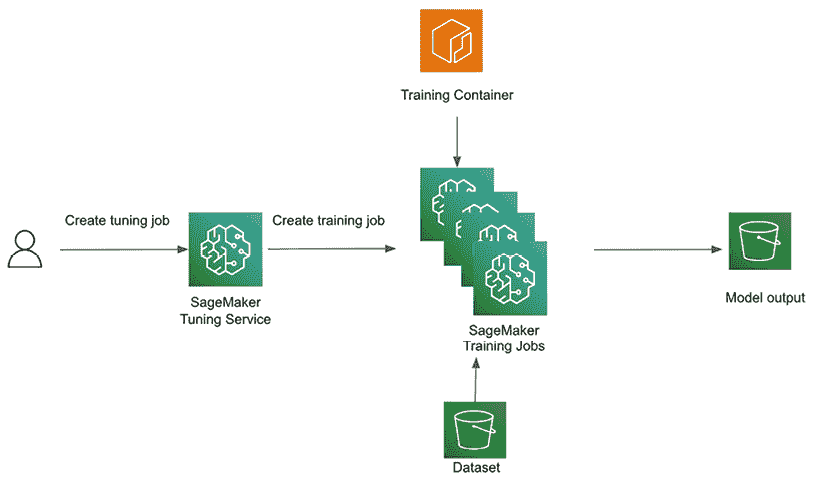 Training Container
Create tuning job
Create training job
SageMaker
Tuning Service
SageMaker
Training Jobs
Model output
Dataset